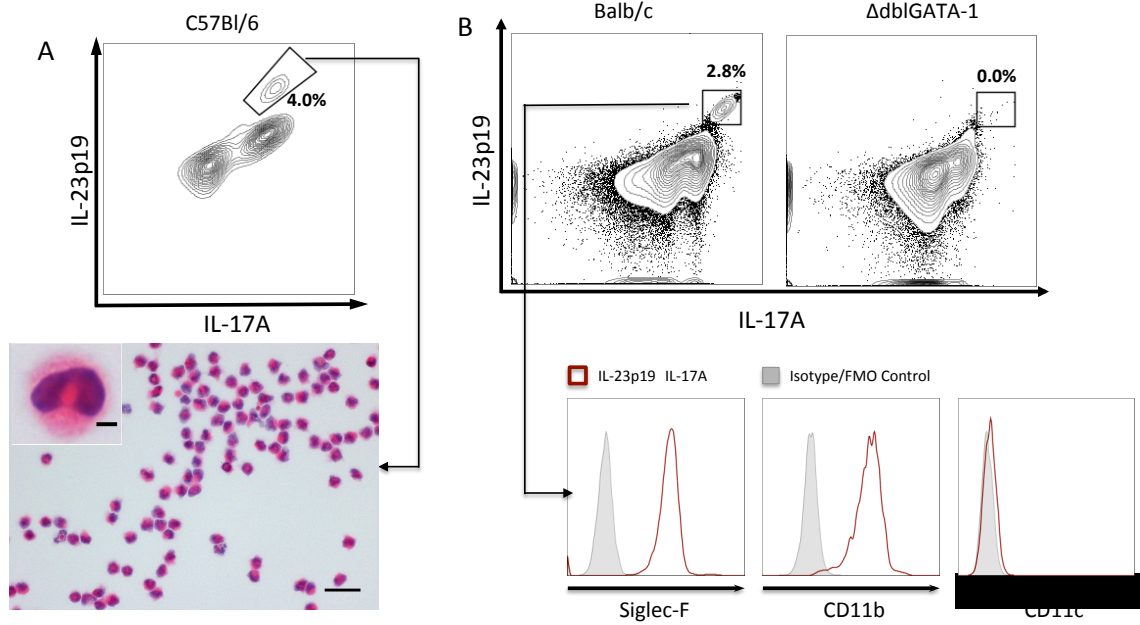 A
C57Bl/6
4.0%
IL-23p19
IL-17A
B
Balb/c
ΔdblGATA-1
2.8%
0.0%
IL-23p19
IL-17A
IL-23p19 IL-17A
Isotype/FMO Control
Siglec-F
CD11b
CD11c